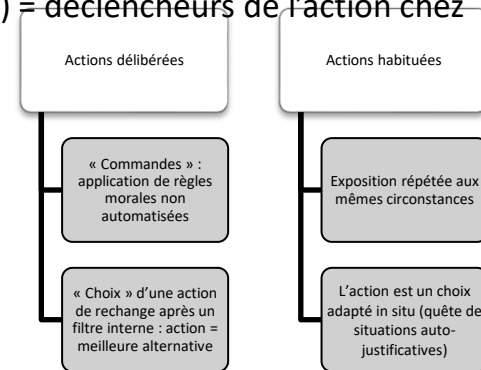 ) = déclencheurs de l’action chez
Actions délibérées
« Commandes » :
application de règles
morales non
automatisées
« Choix » d’une action
de rechange après un
filtre interne : action =
meilleure alternative
Actions habituées
Exposition répétée aux
mêmes circonstances
L’action est un choix
adapté in situ (quête de
situations auto-
justificatives)